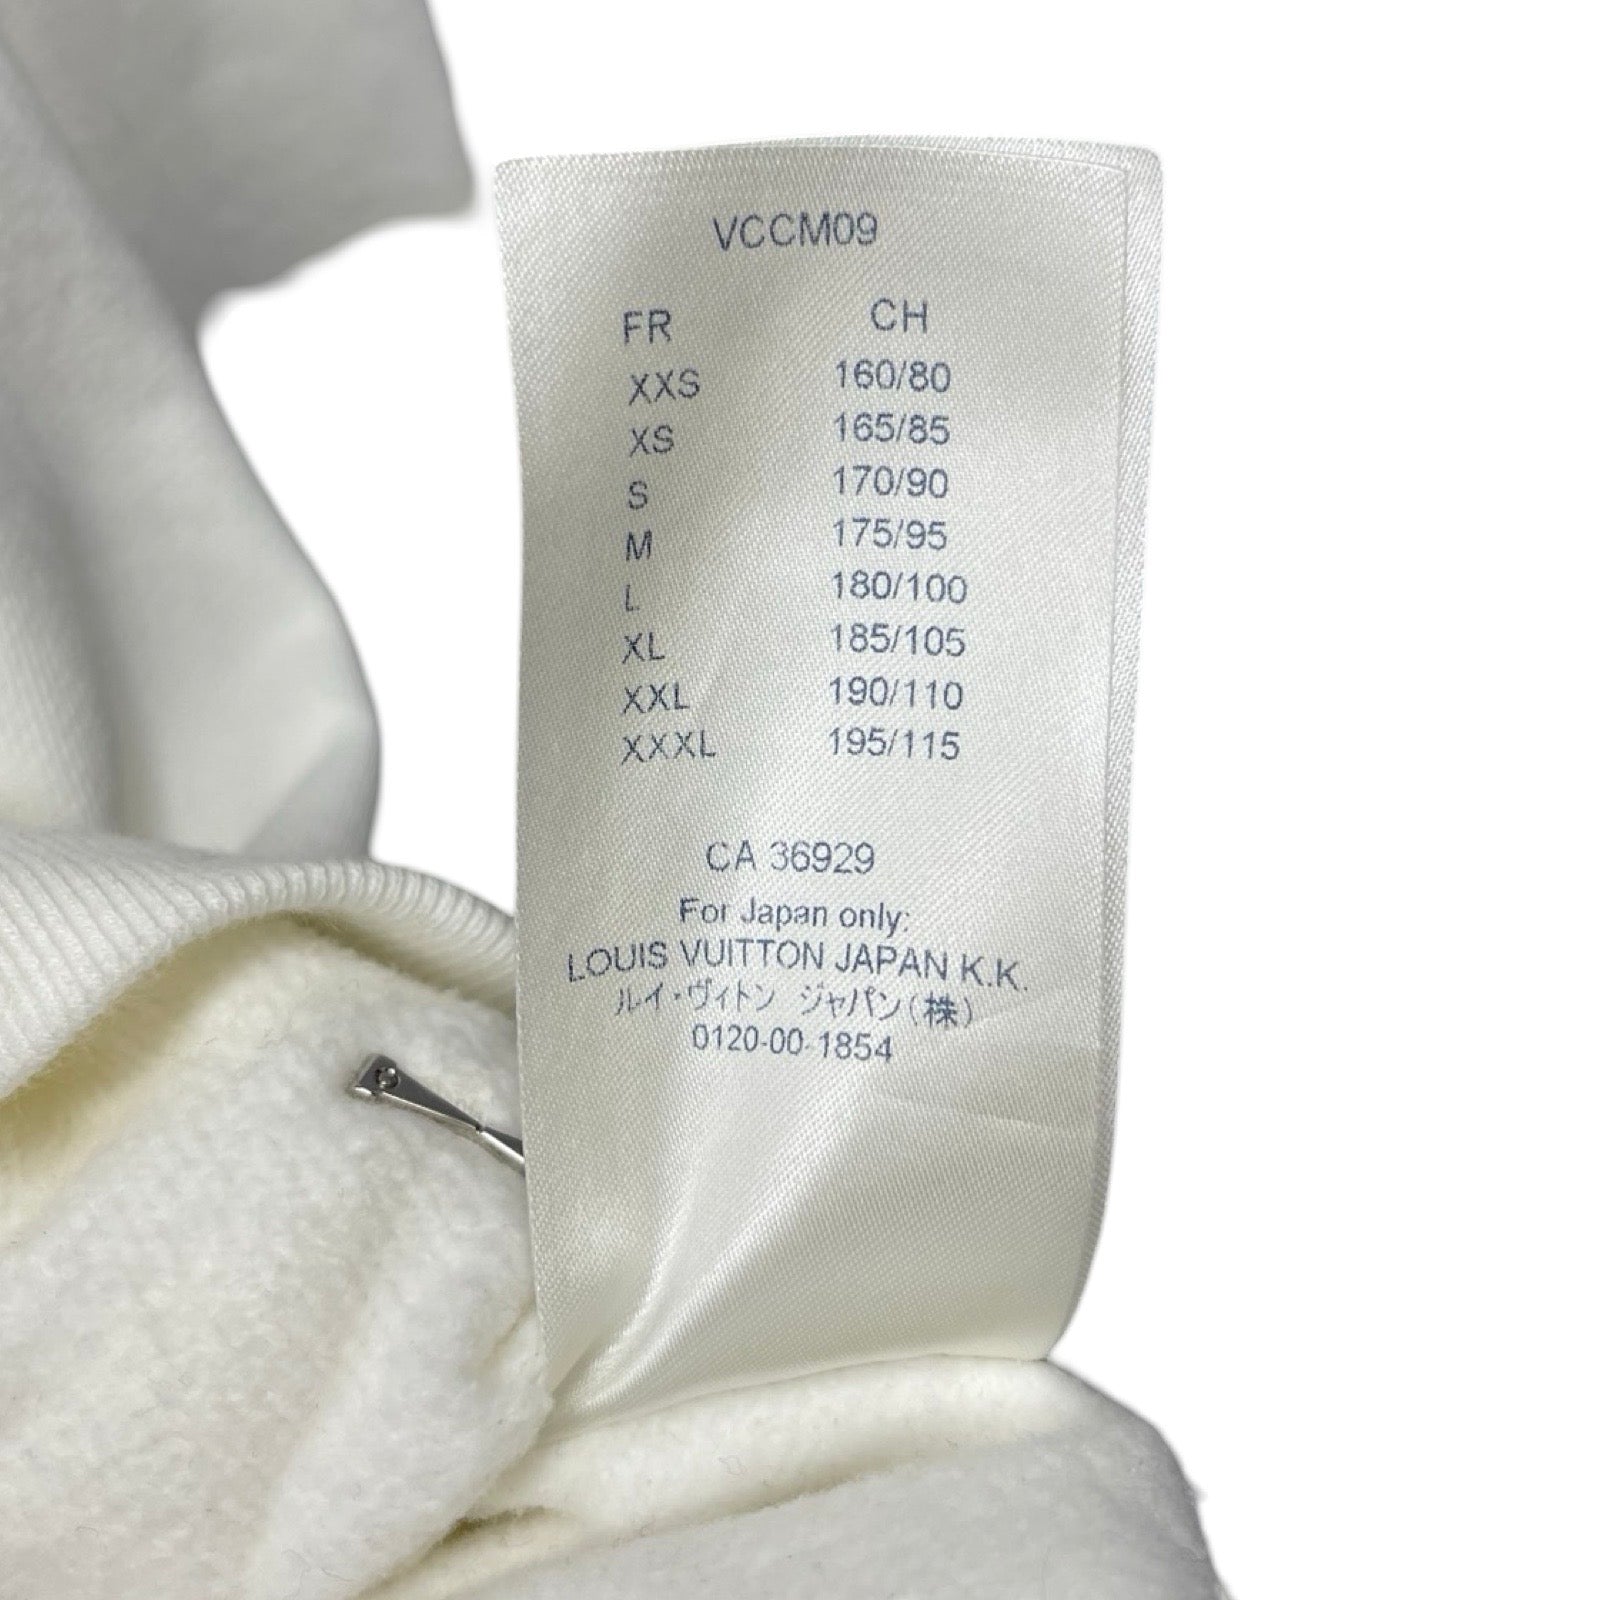 VCCM09
FR CH
XXS 160/80
XS 165/85
S 170/90
M 175/95
L 180/100
XL 185/105
XXL 190/110
XXXL 195/115
CA 36929
For Japan only:
LOUIS VUITTON JAPAN K.K.
ルイ・ヴィトン ジャパン(株)
0120-00-1854